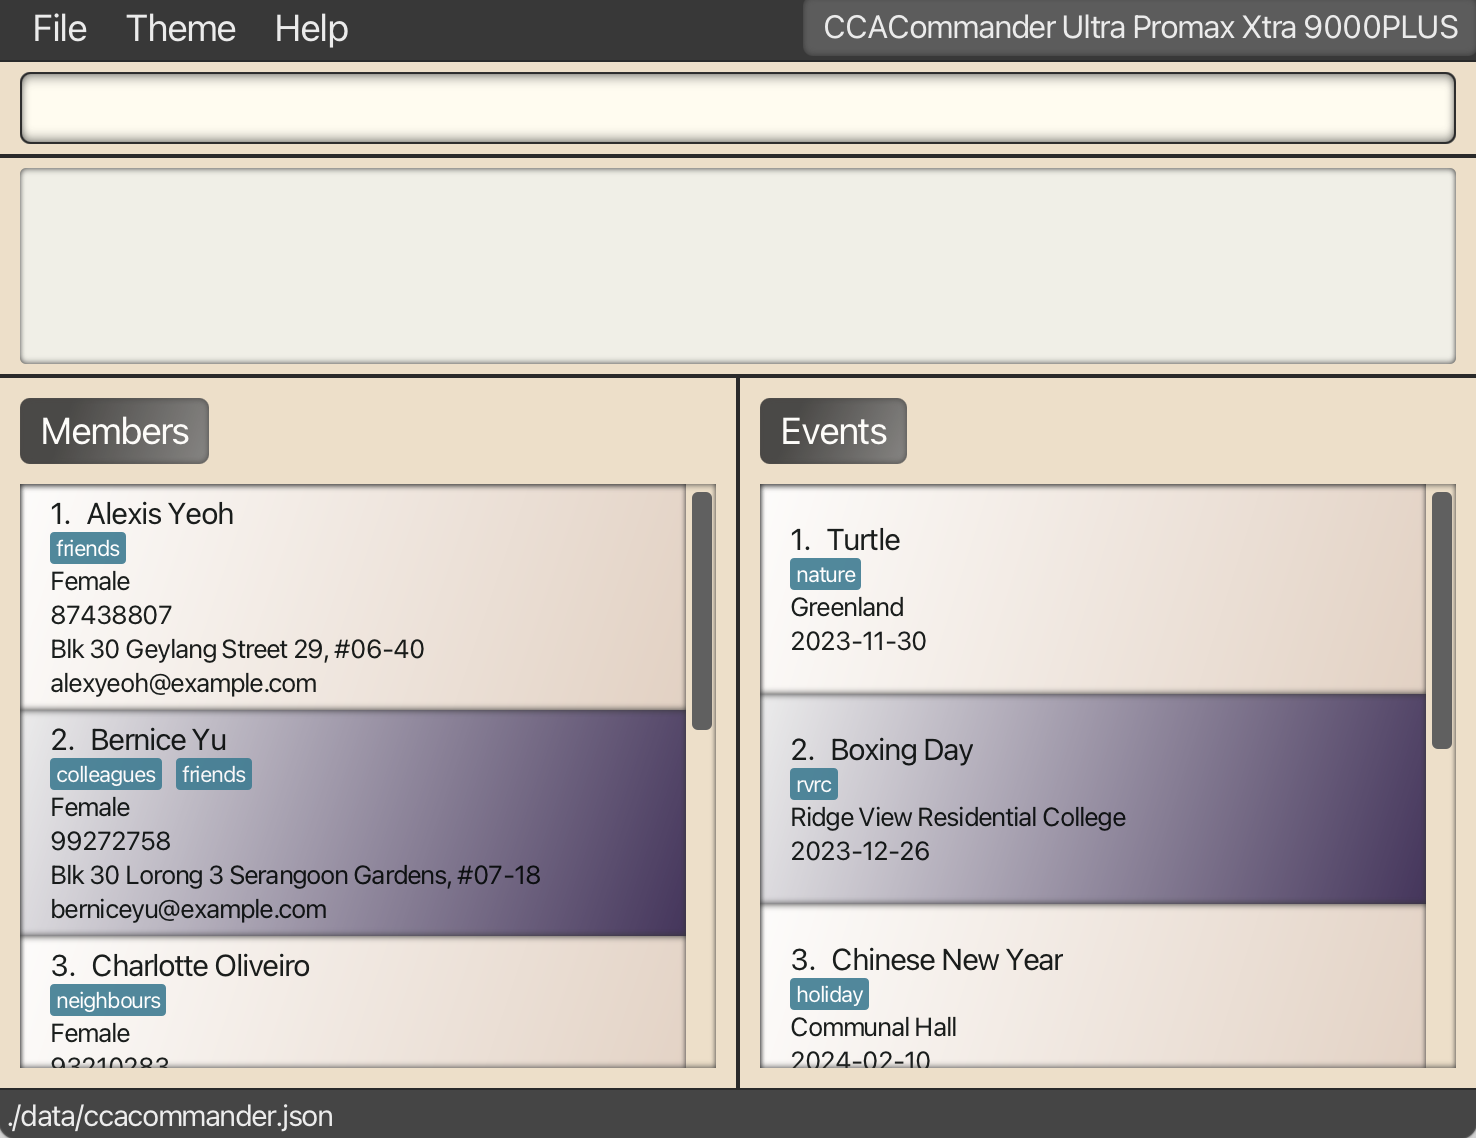 File Theme Help CCACommander Ultra Promax Xtra 9000PLUS
Members
1. Alexis Yeoh
friends
Female
87438807
Blk 30 Geylang Street 29, #06-40
alexyeoh@example.com
2. Bernice Yu
colleagues friends
Female
99272758
Blk 30 Lorong 3 Serangoon Gardens, #07-18
berniceyu@example.com
3. Charlotte Oliveiro
neighbours
Female
93210283
Events
1. Turtle
nature
Greenland
2023-11-30
2. Boxing Day
rvrc
Ridge View Residential College
2023-12-26
3. Chinese New Year
holiday
Communal Hall
2024-02-10
./data/ccacommander.json